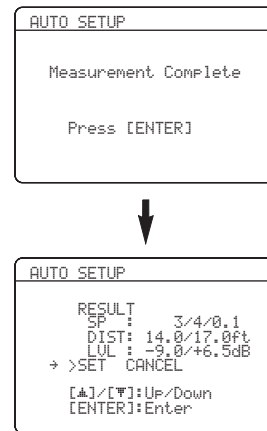 AUTO SETUP
Measurement Complete
Press [ENTER]
AUTO SETUP
RESULT
SP : 3/4/0.1
DIST: 14.0/17.0ft
LVL : -9.0/+6.5dB
→ >SET CANCEL
[▲]/[▼]:Up/Down
[ENTER]:Enter